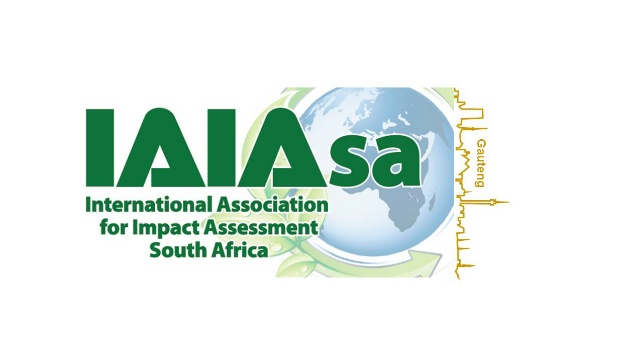 IAIAsa
International Association
for Impact Assessment
South Africa
Gauteng